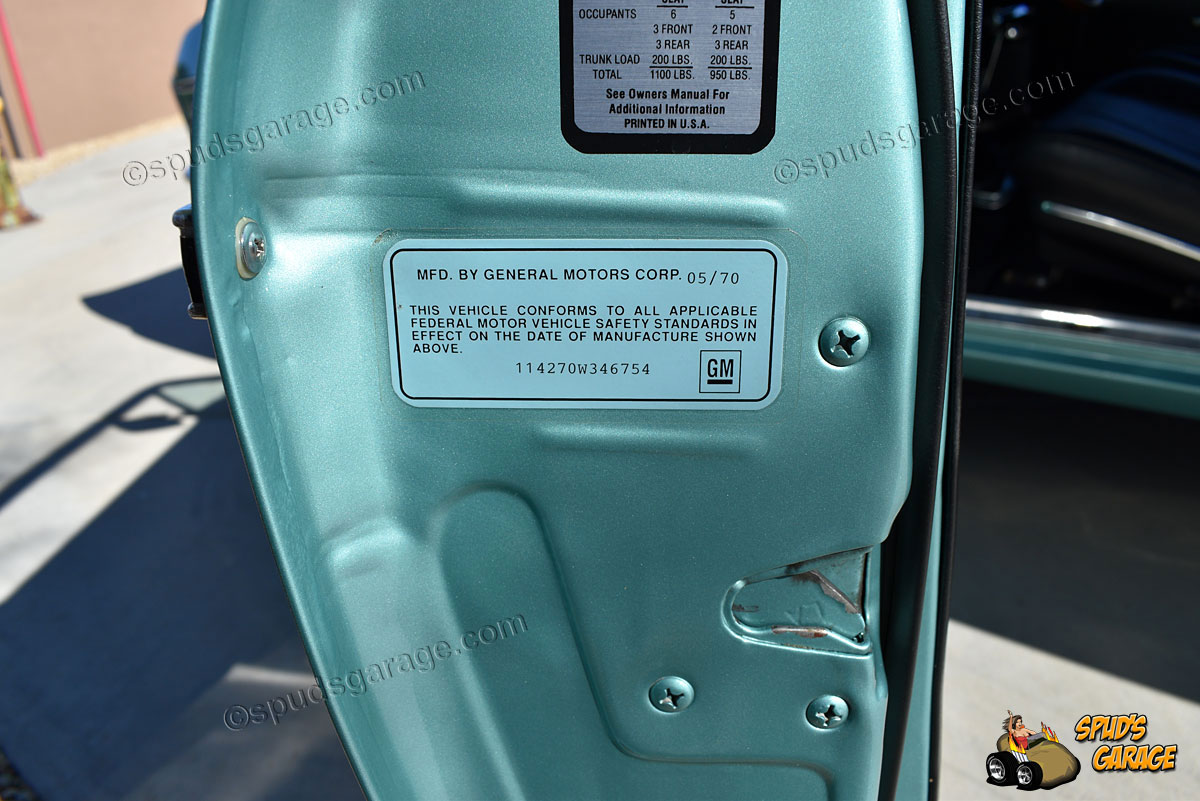 OCCUPANTS 6 5
3 FRONT 2 FRONT
3 REAR 3 REAR
TRUNK LOAD 200 LBS. 200 LBS.
TOTAL 1100 LBS. 950 LBS.
See Owners Manual For
Additional Information
PRINTED IN U.S.A.
©spudsgarage.com
©spudsgarage.com
MFD. BY GENERAL MOTORS CORP. 05/70
THIS VEHICLE CONFORMS TO ALL APPLICABLE
FEDERAL MOTOR VEHICLE SAFETY STANDARDS IN
EFFECT ON THE DATE OF MANUFACTURE SHOWN
ABOVE.
114270W346754
GM
©spudsgarage.com
SPUD'S
GARAGE